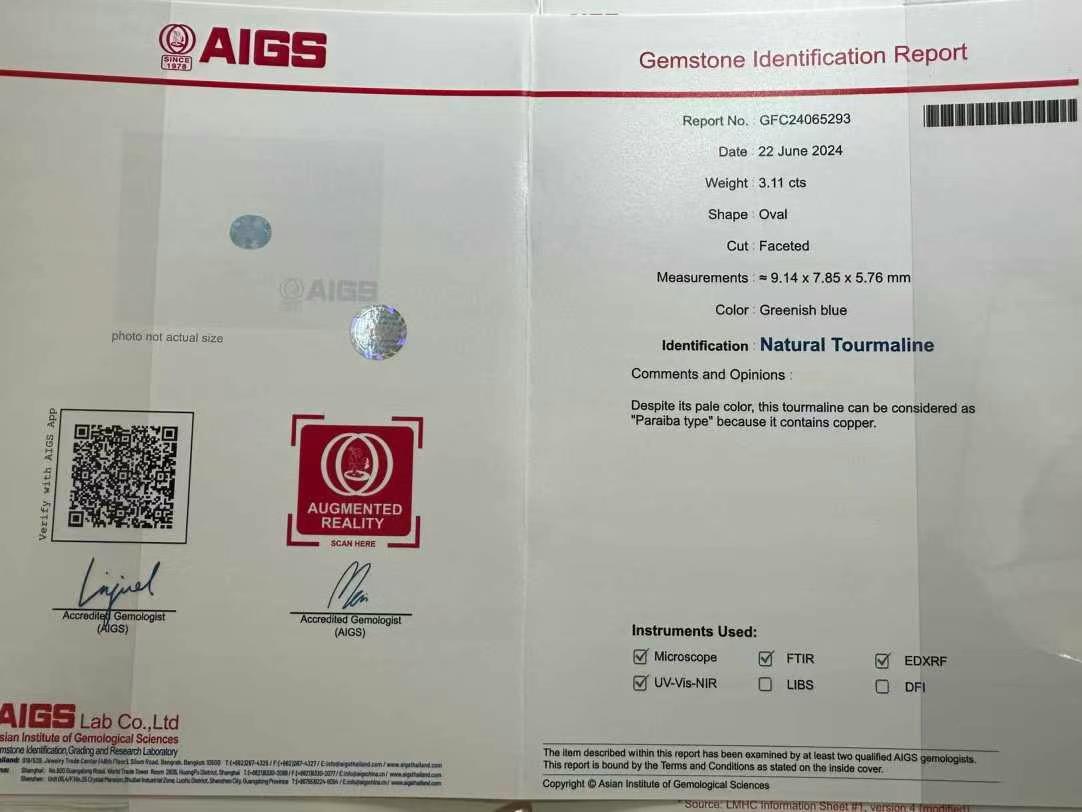 AIGS
SINCE
1978
AIGS
photo not actual size
Verify with AIGS App
AUGMENTED
REALITY
SCAN HERE
Accredited Gemologist
(AIGS)
Accredited Gemologist
(AIGS)
AIGS Lab Co.,Ltd
sian Institute of Gemological Sciences
mstone Identification, Grading and Research Laboratory
Gemstone Identification Report
Report No. : GFC24065293
Date : 22 June 2024
Weight : 3.11 cts
Shape : Oval
Cut : Faceted
Measurements : ≈ 9.14 x 7.85 x 5.76 mm
Color : Greenish blue
Identification : Natural Tourmaline
Comments and Opinions :
Despite its pale color, this tourmaline can be considered as
"Paraiba type" because it contains copper.
Instruments Used:
Microscope FTIR EDXRF
UV-Vis-NIR LIBS DFI
The item described within this report has been examined by at least two qualified AIGS gemologists.
This report is bound by the Terms and Conditions as stated on the inside cover.
Copyright © Asian Institute of Gemological Sciences
* Source: LMHC Information Sheet #1, version 4 (modified)